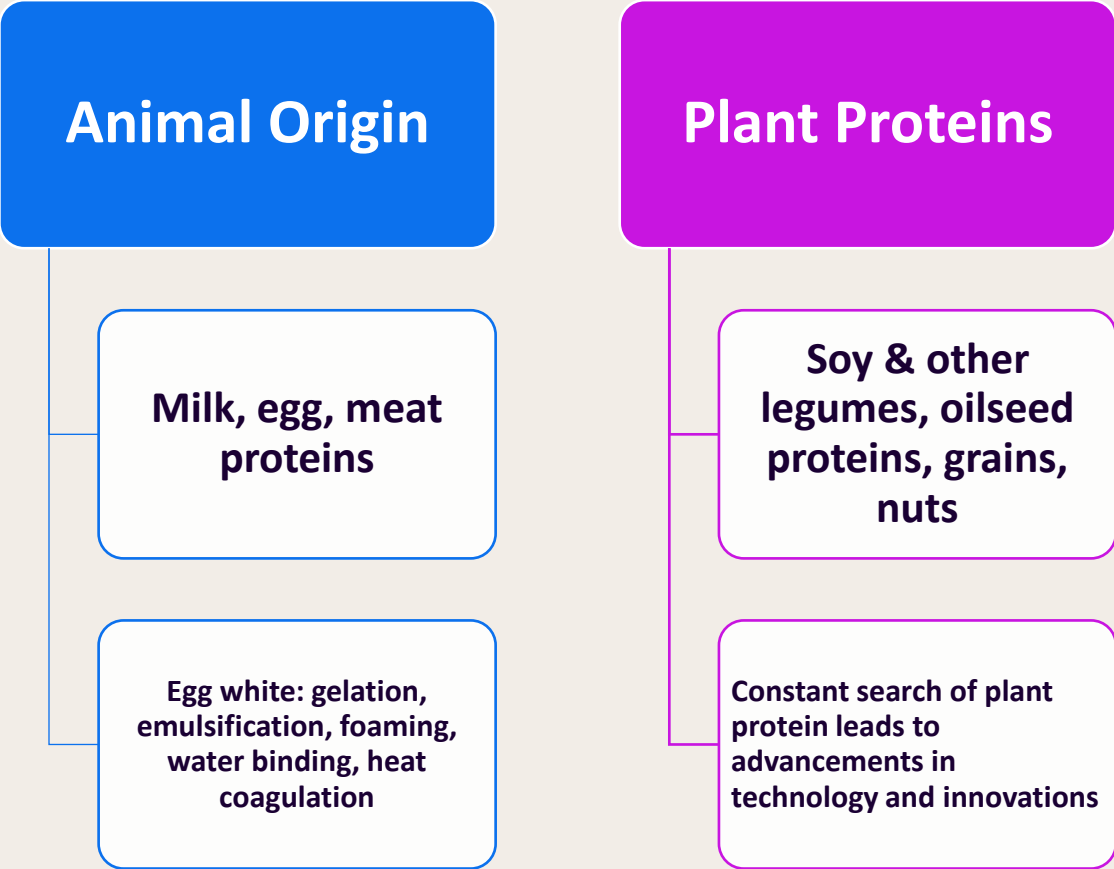 Animal Origin
Milk, egg, meat
proteins
Egg white: gelation,
emulsification, foaming,
water binding, heat
coagulation
Plant Proteins
Soy & other
legumes, oilseed
proteins, grains,
nuts
Constant search of plant
protein leads to
advancements in
technology and innovations